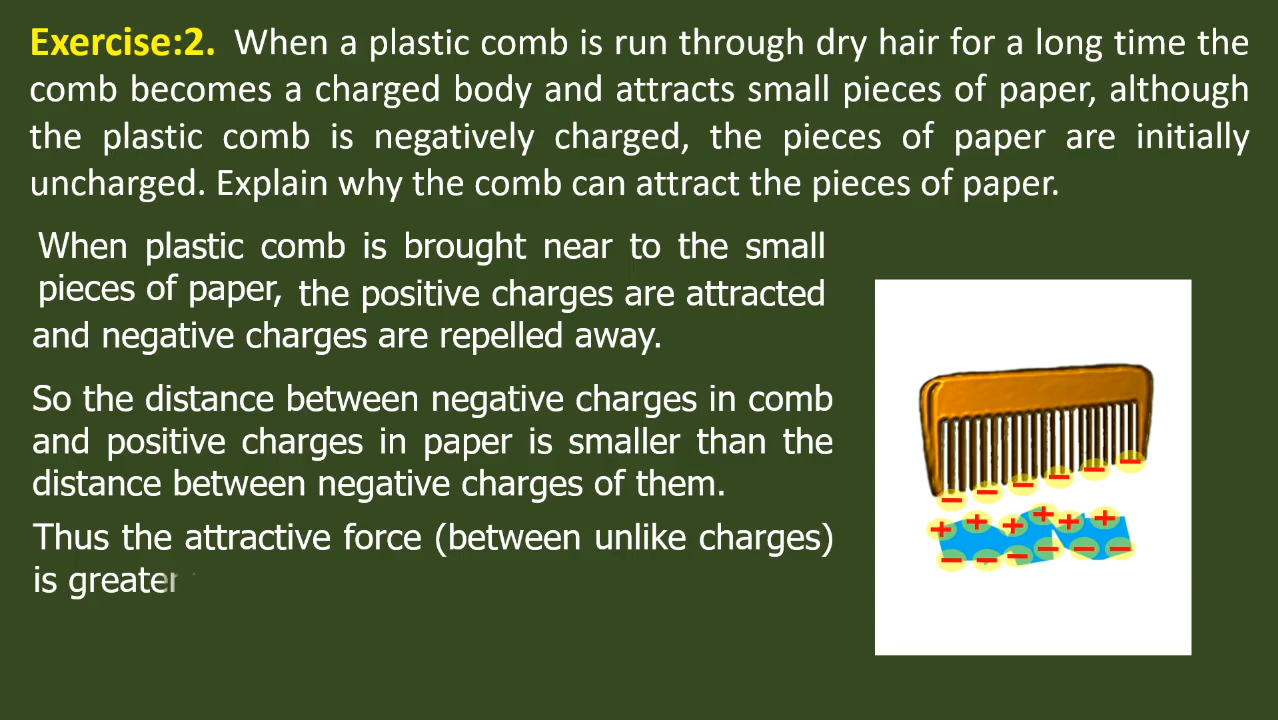 Exercise:2. When a plastic comb is run through dry hair for a long time the
comb becomes a charged body and attracts small pieces of paper, although
the plastic comb is negatively charged, the pieces of paper are initially
uncharged. Explain why the comb can attract the pieces of paper.
When plastic comb is brought near to the small
pieces of paper, the positive charges are attracted
and negative charges are repelled away.
So the distance between negative charges in comb
and positive charges in paper is smaller than the
distance between negative charges of them.
Thus the attractive force (between unlike charges)
is greater
− − − − − −
+ + + + + +
− − − − − −